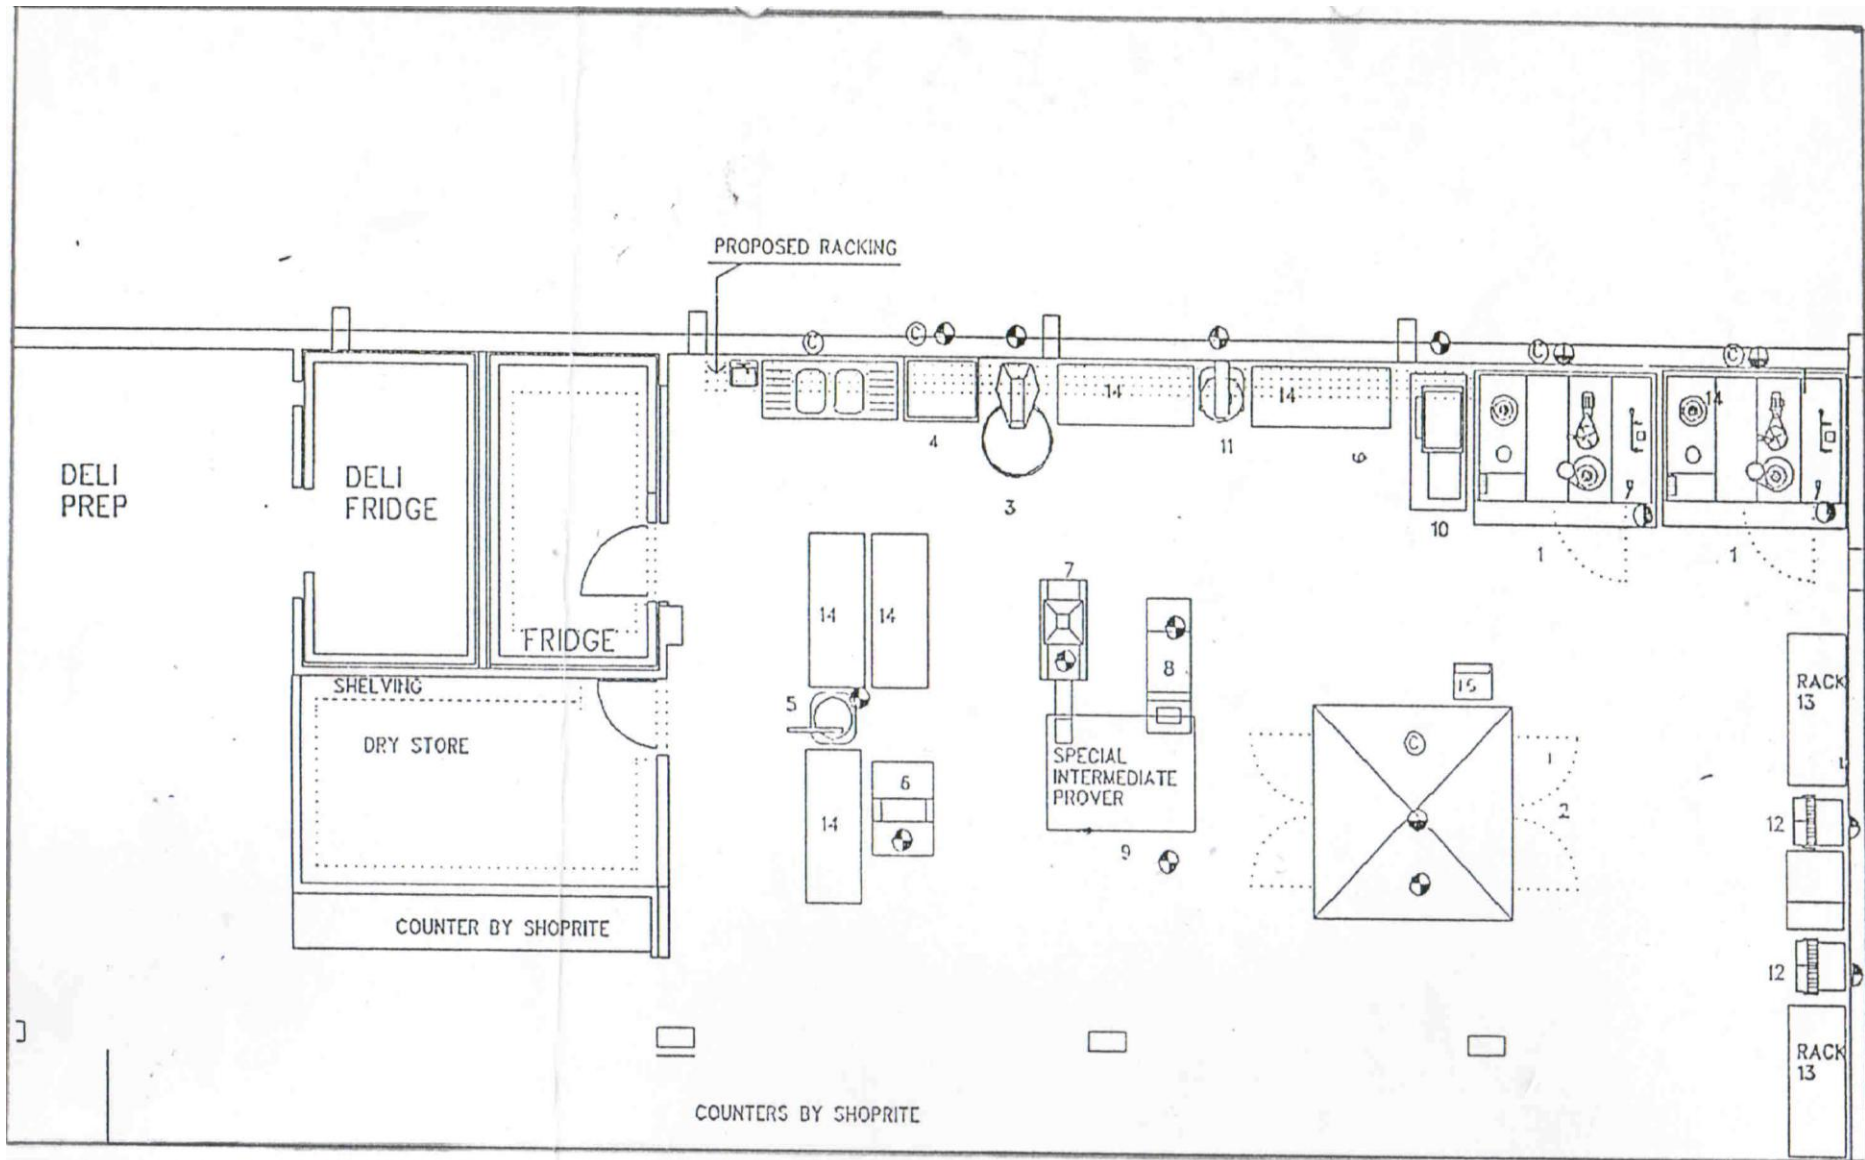 PROPOSED RACKING
C
C
C
C
14
14
14
4
11
3
10
1
1
DELI
PREP
DELI
FRIDGE
FRIDGE
SHELVING
DRY STORE
14
14
5
14
6
7
8
SPECIAL
INTERMEDIATE
PROVER
9
15
C
1
2
RACK
13
12
12
RACK
13
COUNTER BY SHOPRITE
COUNTERS BY SHOPRITE